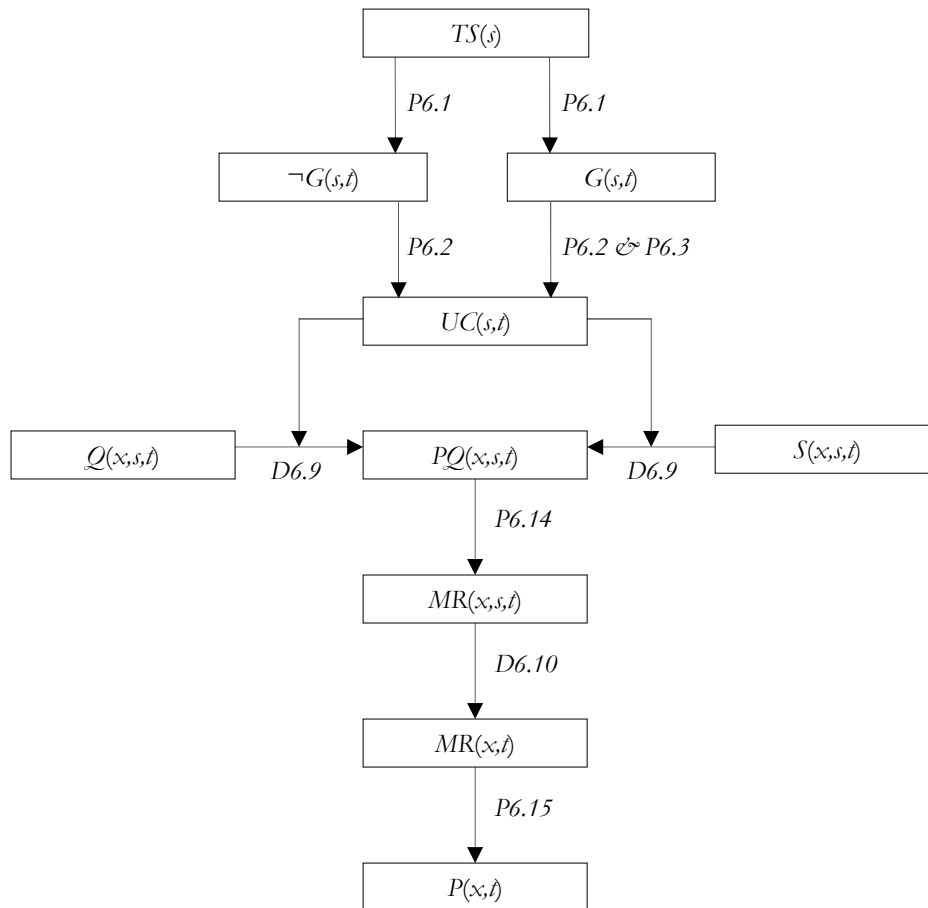 TS(s)
P6.1 P6.1
¬G(s,t) G(s,t)
P6.2 P6.2 & P6.3
UC(s,t)
Q(x,s,t) PQ(x,s,t) S(x,s,t)
D6.9 D6.9
P6.14
MR(x,s,t)
D6.10
MR(x,t)
P6.15
P(x,t)